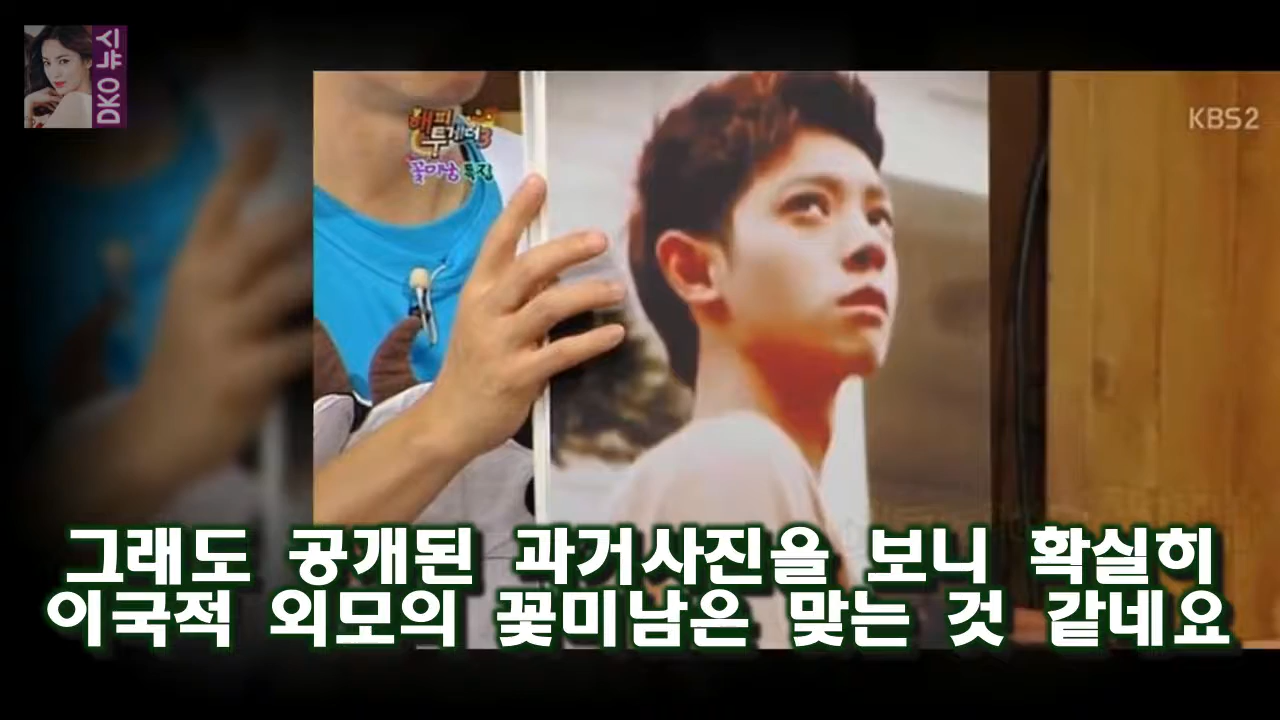 DKO 뉴스
해피
투게더3
꽃미남 특집
KBS2
그래도 공개된 과거사진을 보니 확실히
이국적 외모의 꽃미남은 맞는 것 같네요